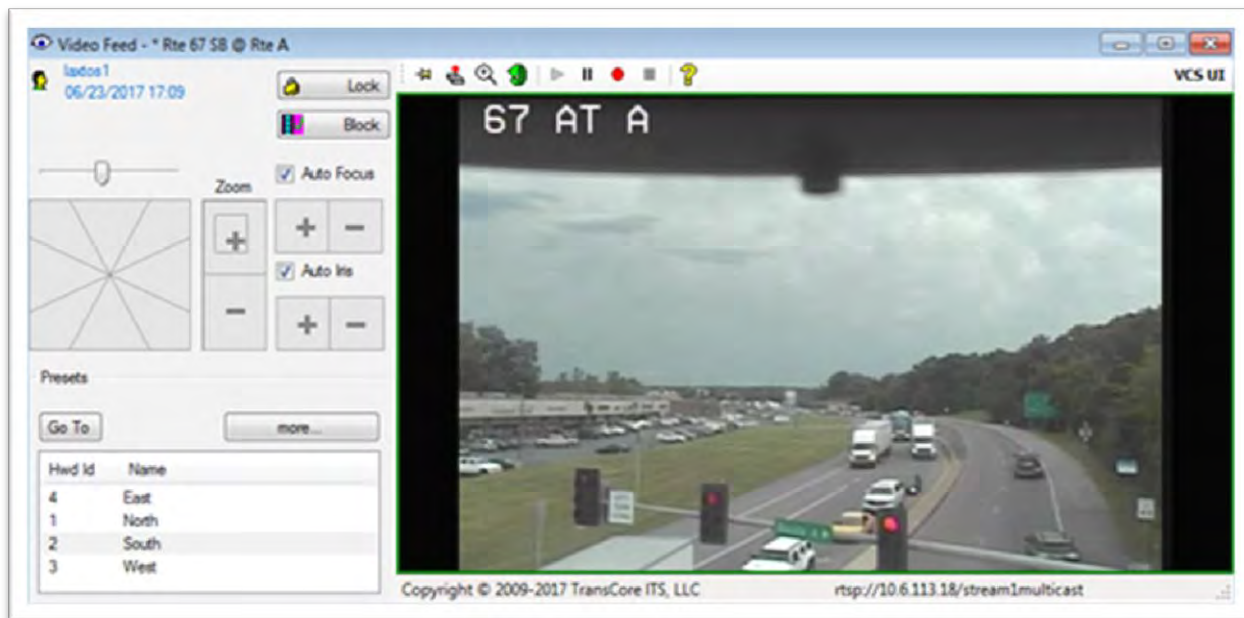 Video Feed - * Rte 67 SB @ Rte A
laxtos1
06/23/2017 17:09
Lock
Block
VCS UI
67 AT A
Zoom
Auto Focus
Auto Iris
Presets
Go To
more...
Hwd Id Name
4 East
1 North
2 South
3 West
Copyright © 2009-2017 TransCore ITS, LLC
rtsp://10.6.113.18/stream1multicast